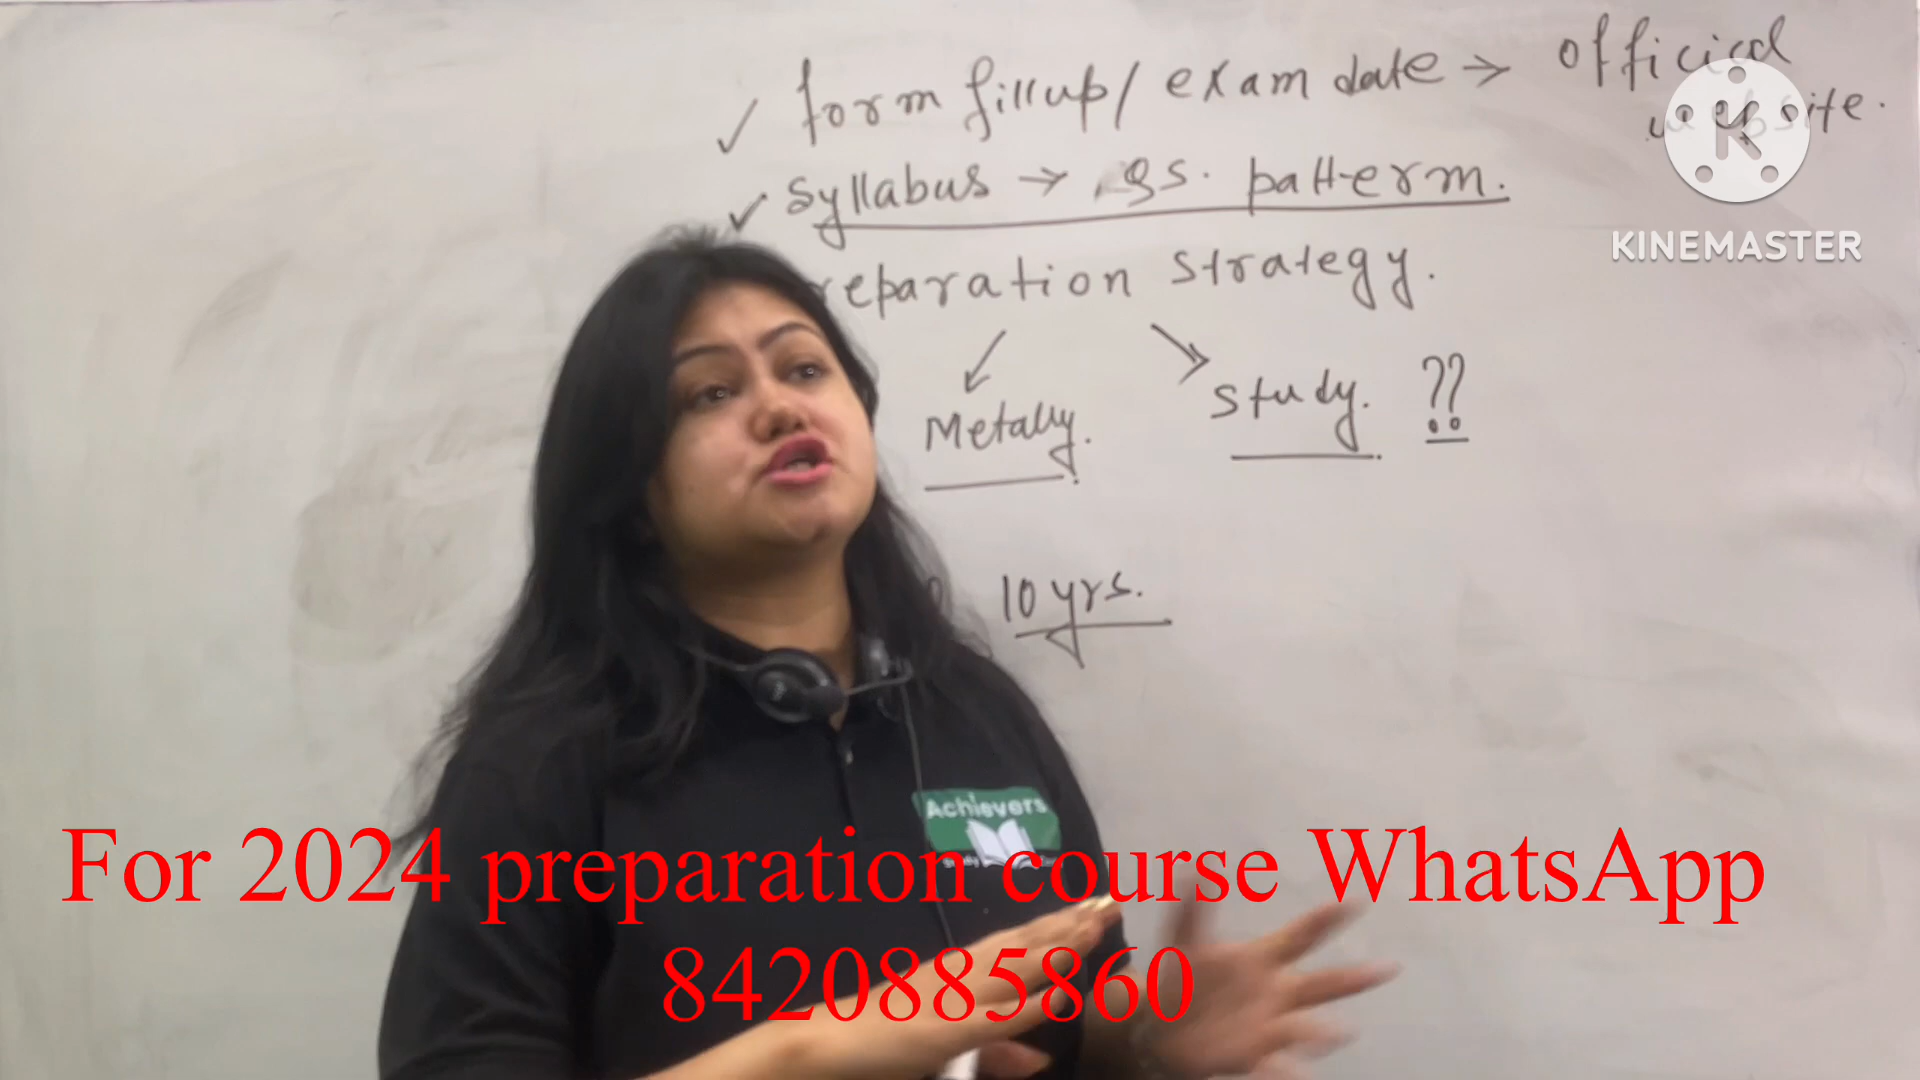 ✓ form fillup/ exam date → official
website.
✓ syllabus → qs. pattern.
reparation strategy.
Metally.
study. ??
10 yrs.
K
KINEMASTER
Achievers
For 2024 preparation course WhatsApp
8420885860